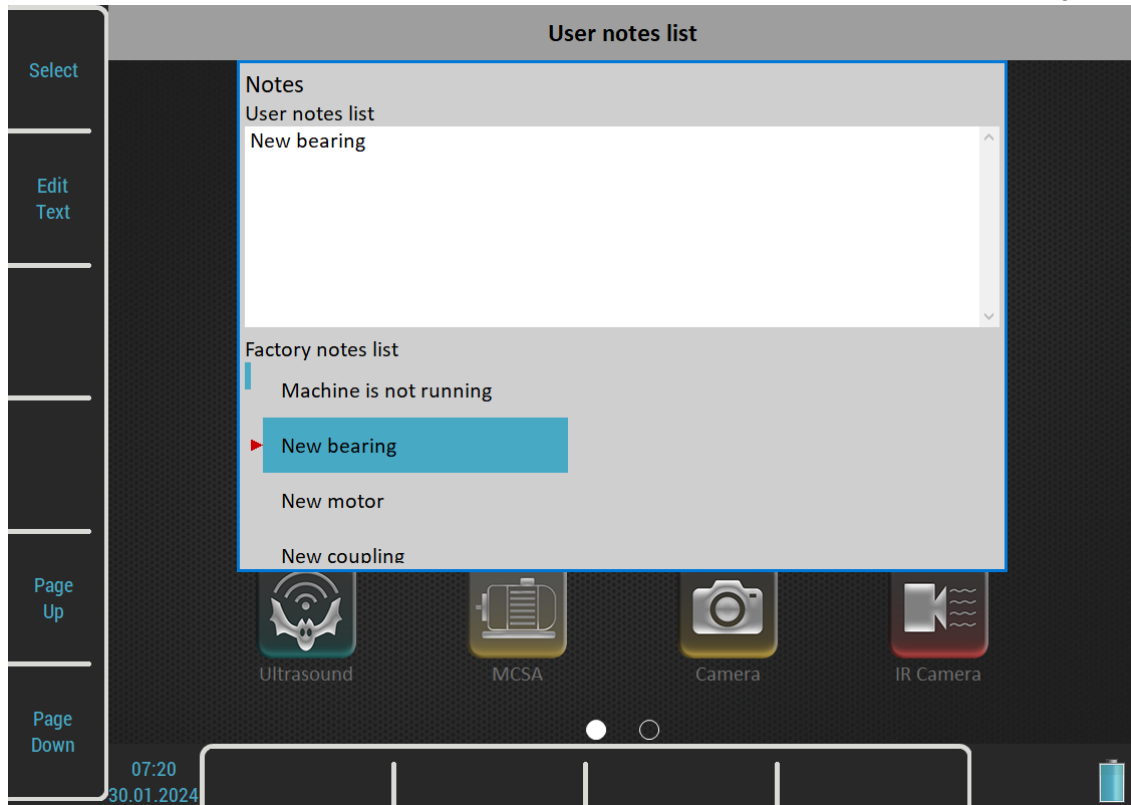 User notes list
Select
Edit
Text
Page
Up
Page
Down
Notes
User notes list
New bearing
Factory notes list
Machine is not running
New bearing
New motor
New coupling
Ultrasound
MCSA
Camera
IR Camera
07:20
30.01.2024